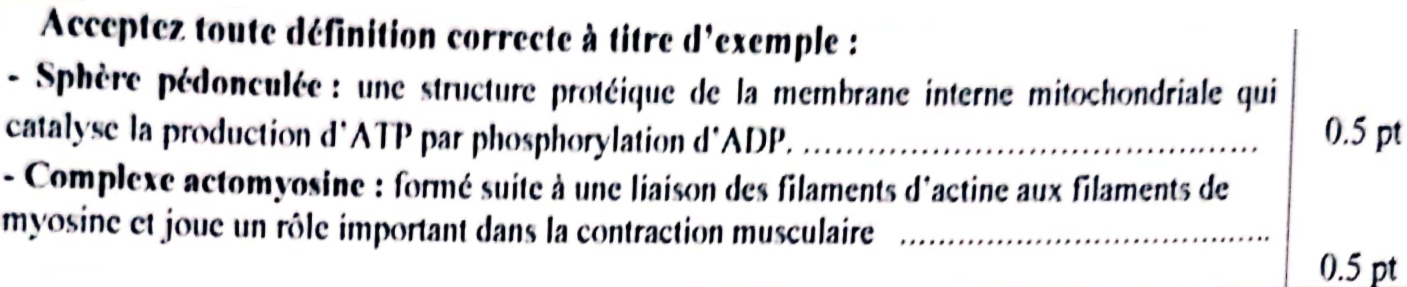 Acceptez toute définition correcte à titre d'exemple :
- Sphère pédonculée : une structure protéique de la membrane interne mitochondriale qui
catalyse la production d'ATP par phosphorylation d'ADP. ............................................. 0.5 pt
- Complexe actomyosine : formé suite à une liaison des filaments d'actine aux filaments de
myosine et joue un rôle important dans la contraction musculaire .....................................
0.5 pt